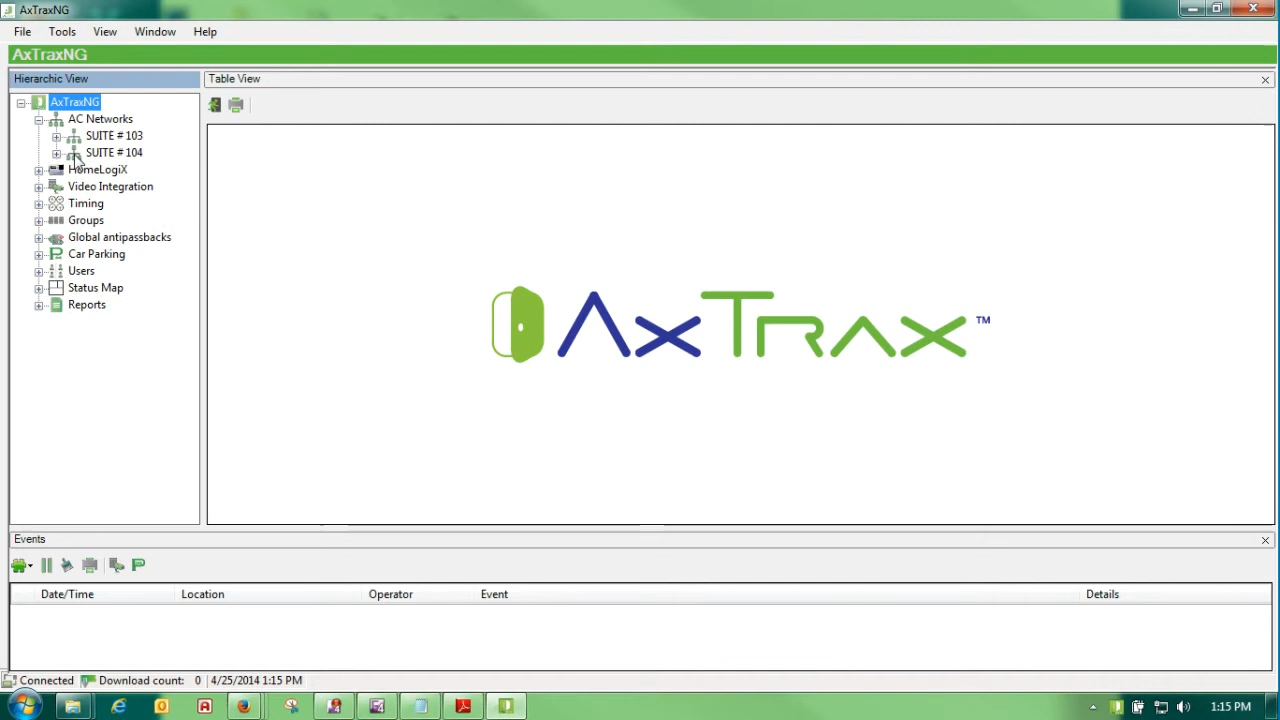 AxTraxNG
File Tools View Window Help
AxTraxNG
Hierarchic View
Table View
AxTraxNG
AC Networks
SUITE # 103
SUITE # 104
HomeLogiX
Video Integration
Timing
Groups
Global antipassbacks
Car Parking
Users
Status Map
Reports
AxTrax™
Events
Date/Time Location Operator Event Details
Connected Download count: 0 4/25/2014 1:15 PM
1:15 PM